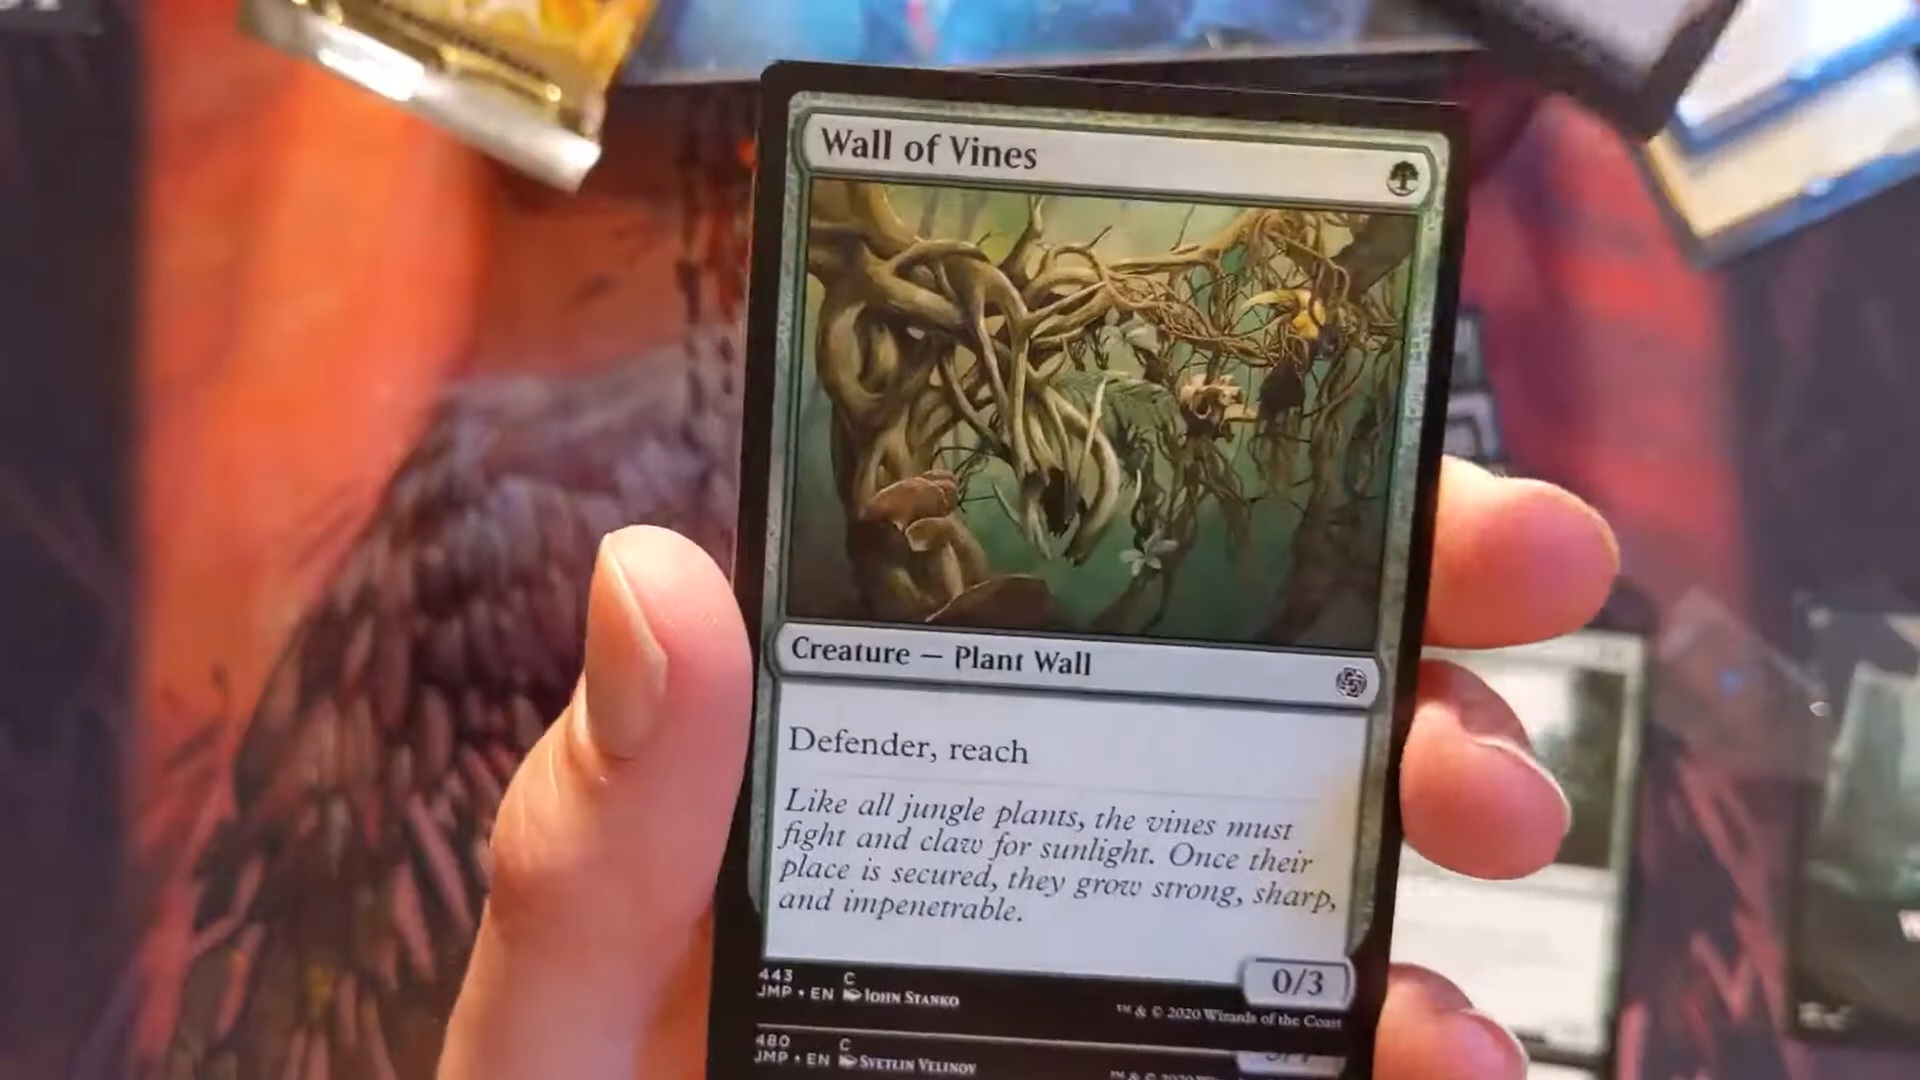 Wall of Vines
Creature — Plant Wall
Defender, reach
Like all jungle plants, the vines must
fight and claw for sunlight. Once their
place is secured, they grow strong, sharp,
and impenetrable.
0/3
443 C
JMP • EN John Stanko
™ & © 2020 Wizards of the Coast
480 C
JMP • EN Svetlin Velinov
™ & © 2020